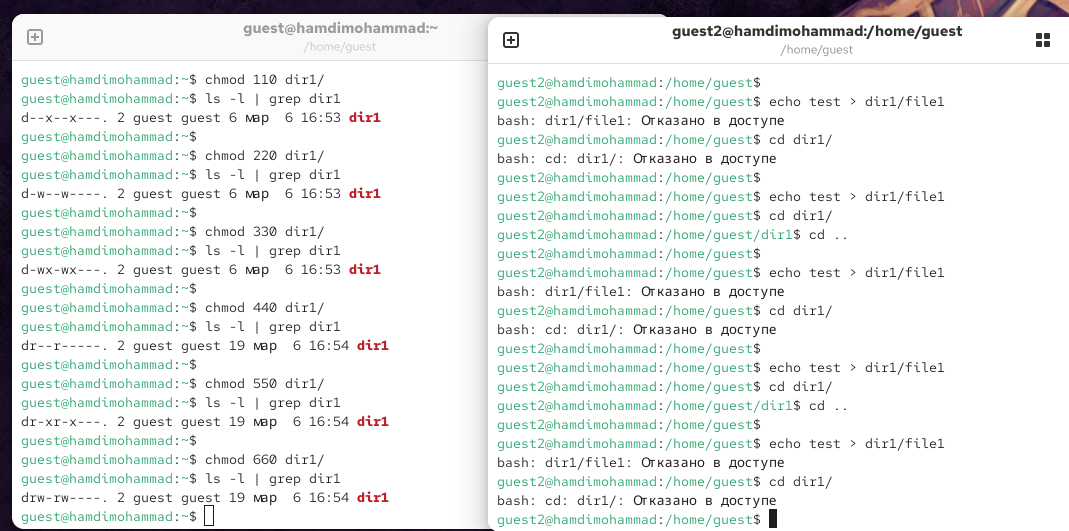 guest@hamdimohammad:~
/home/guest
guest@hamdimohammad:~$ chmod 110 dir1/
guest@hamdimohammad:~$ ls -l | grep dir1
d--x--x---. 2 guest guest 6 мар  6 16:53 dir1
guest@hamdimohammad:~$
guest@hamdimohammad:~$ chmod 220 dir1/
guest@hamdimohammad:~$ ls -l | grep dir1
d-w--w----. 2 guest guest 6 мар  6 16:53 dir1
guest@hamdimohammad:~$
guest@hamdimohammad:~$ chmod 330 dir1/
guest@hamdimohammad:~$ ls -l | grep dir1
d-wx-wx---. 2 guest guest 6 мар  6 16:53 dir1
guest@hamdimohammad:~$
guest@hamdimohammad:~$ chmod 440 dir1/
guest@hamdimohammad:~$ ls -l | grep dir1
dr--r-----. 2 guest guest 19 мар  6 16:54 dir1
guest@hamdimohammad:~$
guest@hamdimohammad:~$ chmod 550 dir1/
guest@hamdimohammad:~$ ls -l | grep dir1
dr-xr-x---. 2 guest guest 19 мар  6 16:54 dir1
guest@hamdimohammad:~$
guest@hamdimohammad:~$ chmod 660 dir1/
guest@hamdimohammad:~$ ls -l | grep dir1
drw-rw----. 2 guest guest 19 мар  6 16:54 dir1
guest@hamdimohammad:~$
guest2@hamdimohammad:/home/guest
/home/guest
guest2@hamdimohammad:/home/guest$
guest2@hamdimohammad:/home/guest$ echo test > dir1/file1
bash: dir1/file1: Отказано в доступе
guest2@hamdimohammad:/home/guest$ cd dir1/
bash: cd: dir1/: Отказано в доступе
guest2@hamdimohammad:/home/guest$
guest2@hamdimohammad:/home/guest$ echo test > dir1/file1
guest2@hamdimohammad:/home/guest$ cd dir1/
guest2@hamdimohammad:/home/guest/dir1$ cd ..
guest2@hamdimohammad:/home/guest$
guest2@hamdimohammad:/home/guest$ echo test > dir1/file1
bash: dir1/file1: Отказано в доступе
guest2@hamdimohammad:/home/guest$ cd dir1/
bash: cd: dir1/: Отказано в доступе
guest2@hamdimohammad:/home/guest$
guest2@hamdimohammad:/home/guest$ echo test > dir1/file1
guest2@hamdimohammad:/home/guest$ cd dir1/
guest2@hamdimohammad:/home/guest/dir1$ cd ..
guest2@hamdimohammad:/home/guest$
guest2@hamdimohammad:/home/guest$ echo test > dir1/file1
bash: dir1/file1: Отказано в доступе
guest2@hamdimohammad:/home/guest$ cd dir1/
bash: cd: dir1/: Отказано в доступе
guest2@hamdimohammad:/home/guest$